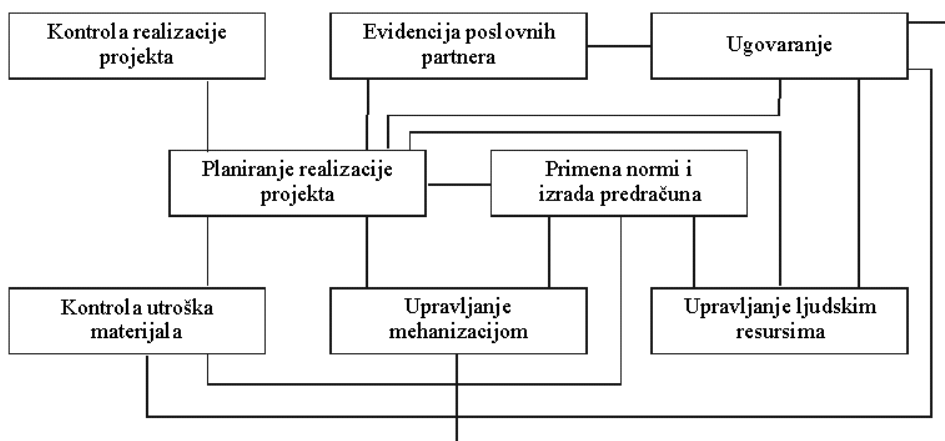 Kontrola realizacije
projekta
Evidencija poslovnih
partnera
Ugovaranje
Planiranje realizacije
projekta
Primena normi i
izrada predračuna
Kontrola utroška
materijala
Upravljanje
mehanizacijom
Upravljanje ljudskim
resursima